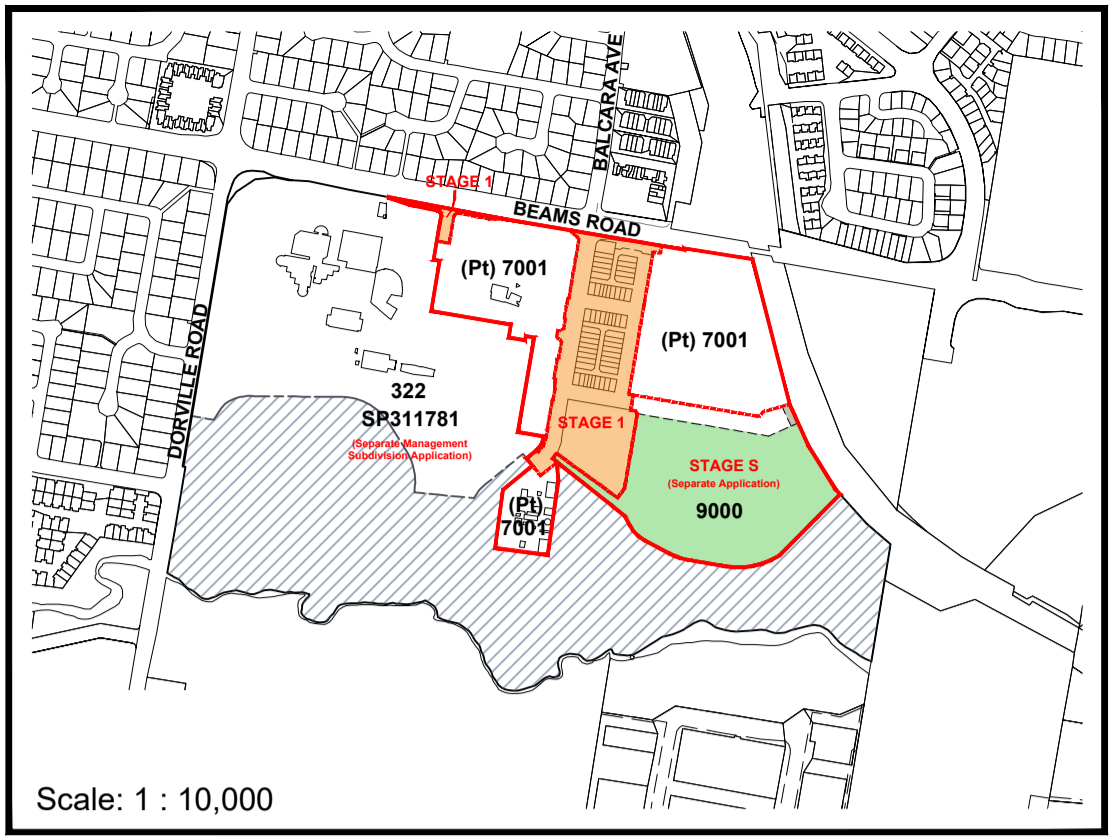 BALCARA AVE
STAGE 1
BEAMS ROAD
(Pt) 7001
(Pt) 7001
DORVILLE ROAD
322
SP311781
(Separate Management
Subdivision Application)
STAGE 1
STAGE S
(Separate Application)
9000
(Pt)
7001
Scale: 1 : 10,000